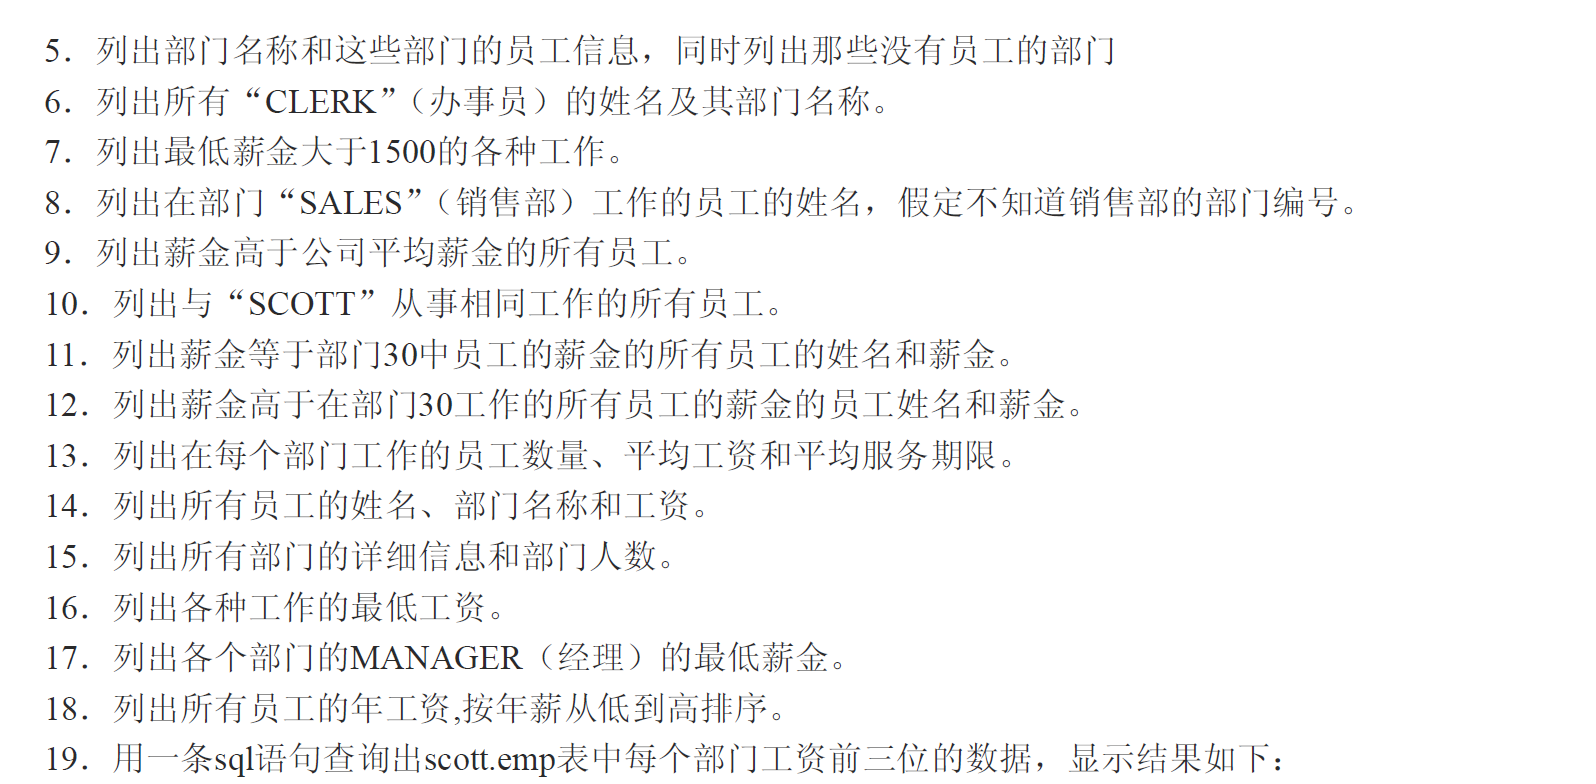 5．列出部门名称和这些部门的员工信息，同时列出那些没有员工的部门
6．列出所有“CLERK”（办事员）的姓名及其部门名称。
7．列出最低薪金大于1500的各种工作。
8．列出在部门“SALES”（销售部）工作的员工的姓名，假定不知道销售部的部门编号。
9．列出薪金高于公司平均薪金的所有员工。
10．列出与“SCOTT”从事相同工作的所有员工。
11．列出薪金等于部门30中员工的薪金的所有员工的姓名和薪金。
12．列出薪金高于在部门30工作的所有员工的薪金的员工姓名和薪金。
13．列出在每个部门工作的员工数量、平均工资和平均服务期限。
14．列出所有员工的姓名、部门名称和工资。
15．列出所有部门的详细信息和部门人数。
16．列出各种工作的最低工资。
17．列出各个部门的MANAGER（经理）的最低薪金。
18．列出所有员工的年工资,按年薪从低到高排序。
19．用一条sql语句查询出scott.emp表中每个部门工资前三位的数据，显示结果如下：